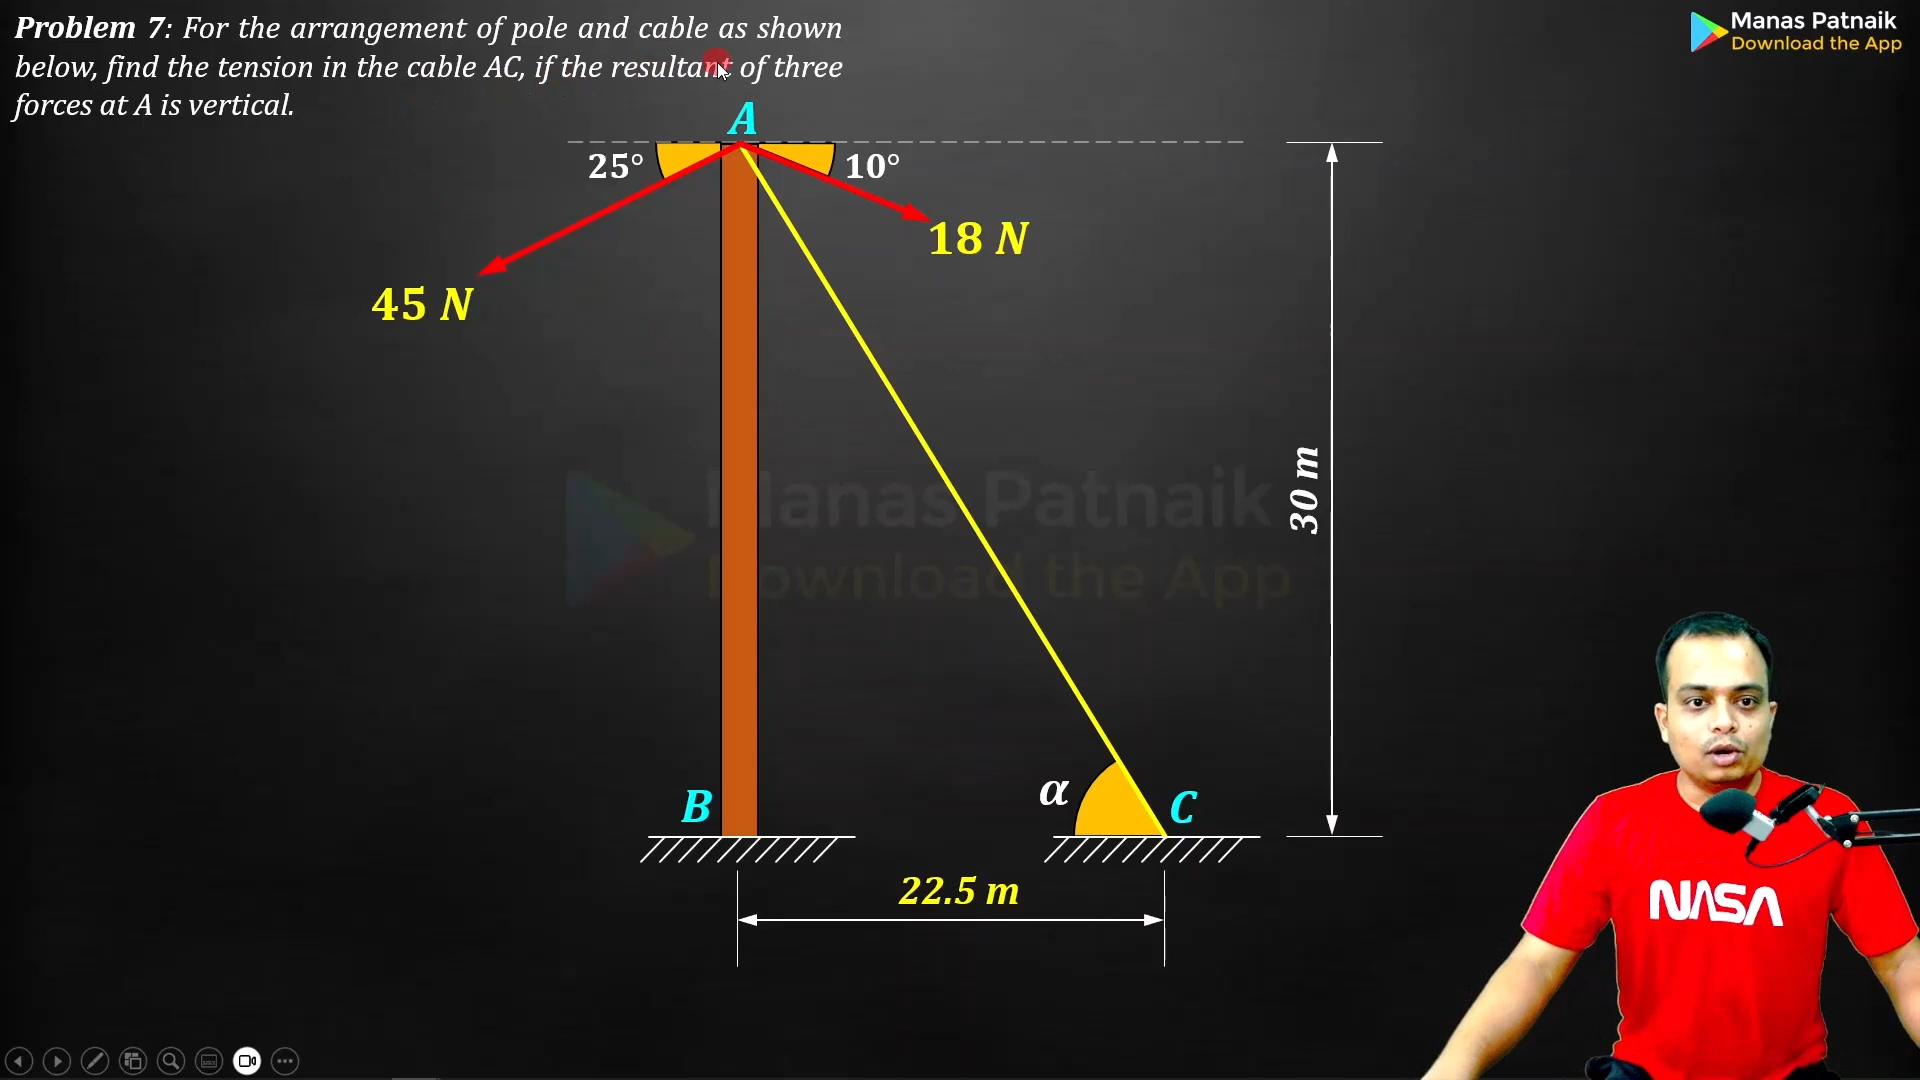 Problem 7: For the arrangement of pole and cable as shown
below, find the tension in the cable AC, if the resultant of three
forces at A is vertical.
Manas Patnaik
Download the App
A
25°
10°
18 N
45 N
30 m
Manas Patnaik
Download the App
B
α
C
22.5 m
NASA